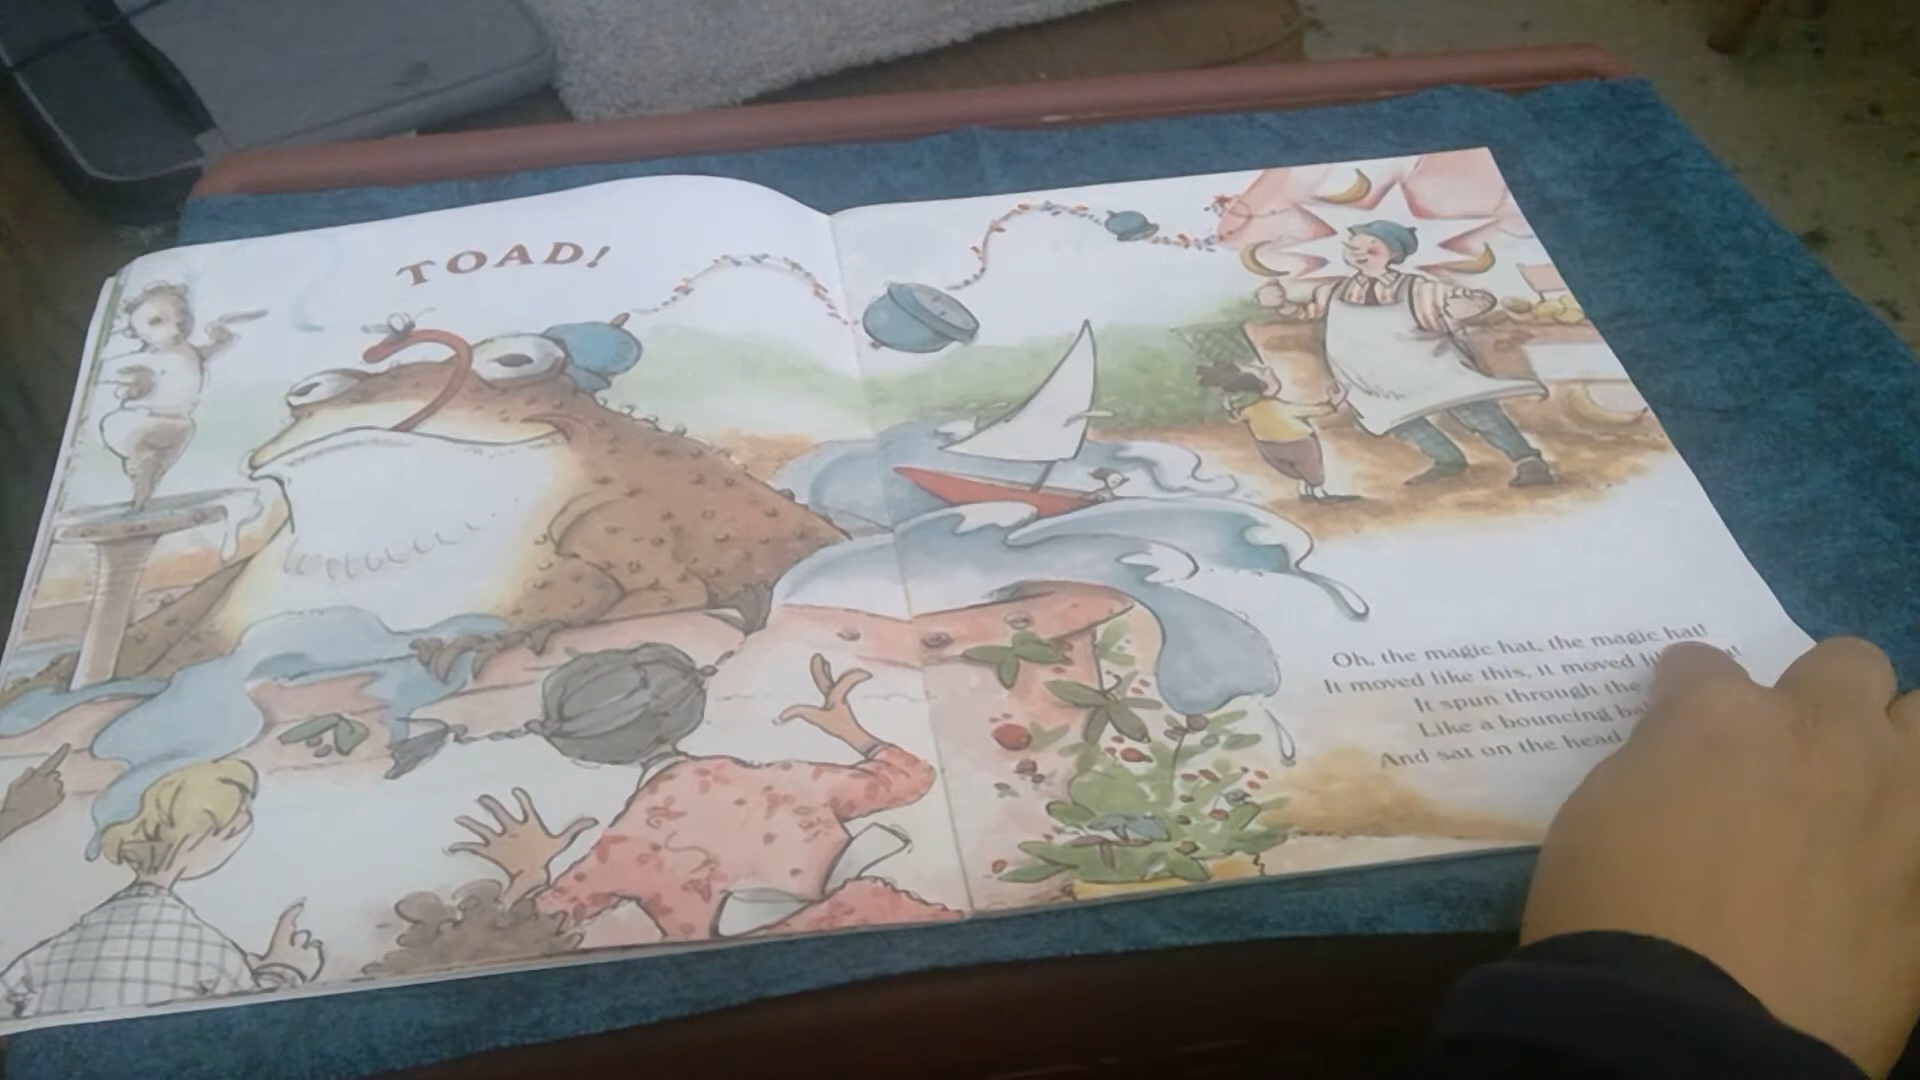 TOAD!
Oh, the magic hat, the magic hat!
It moved like this, it moved
It spun through the
Like a bouncing
And sat on the head